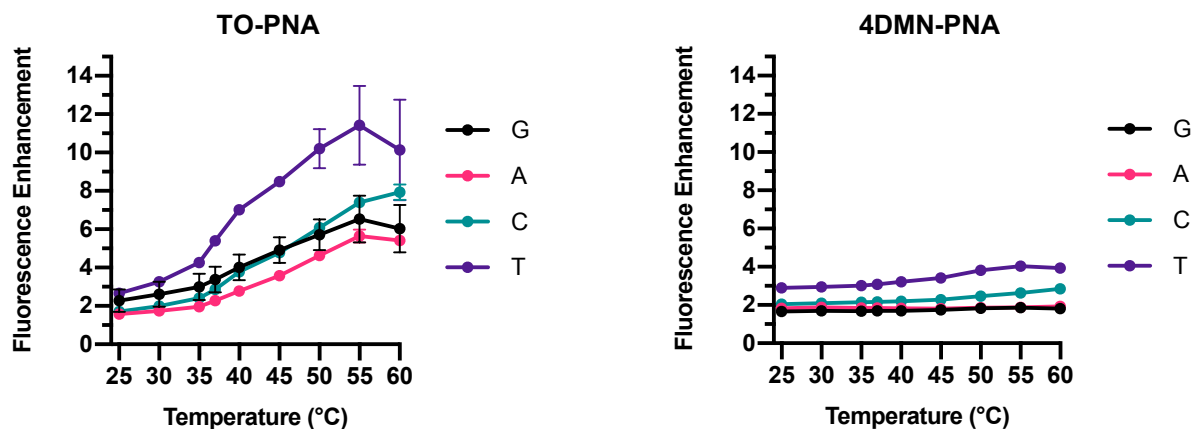 TO-PNA
Fluorescence Enhancement
14
12
10
8
6
4
2
0
25 30 35 40 45 50 55 60
Temperature (°C)
G
A
C
T
4DMN-PNA
Fluorescence Enhancement
14
12
10
8
6
4
2
0
25 30 35 40 45 50 55 60
Temperature (°C)
G
A
C
T